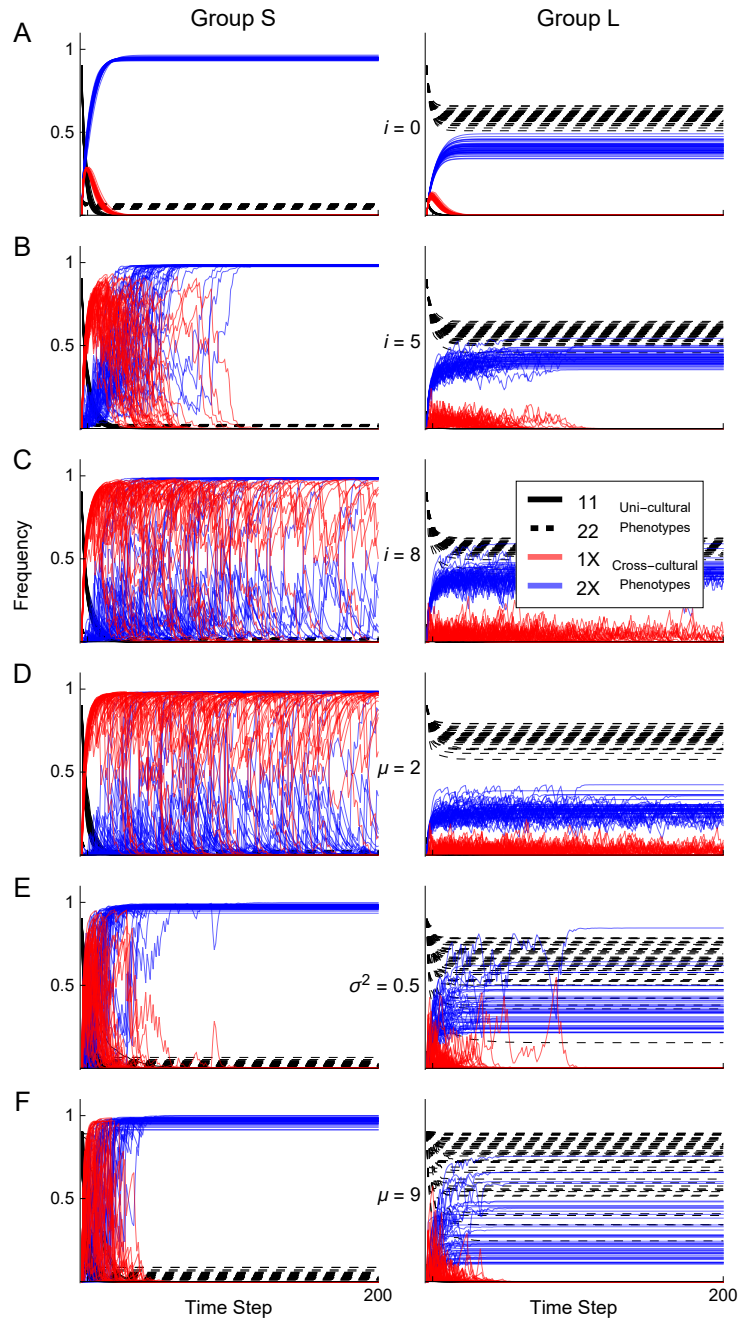 Group S
Group L
A
1
0.5
i = 0
B
1
0.5
i = 5
C
1
0.5
Frequency
i = 8
11
22
Uni−cultural
Phenotypes
1X
2X
Cross−cultural
Phenotypes
D
1
0.5
μ = 2
E
1
0.5
σ² = 0.5
F
1
0.5
μ = 9
Time Step
200
Time Step
200